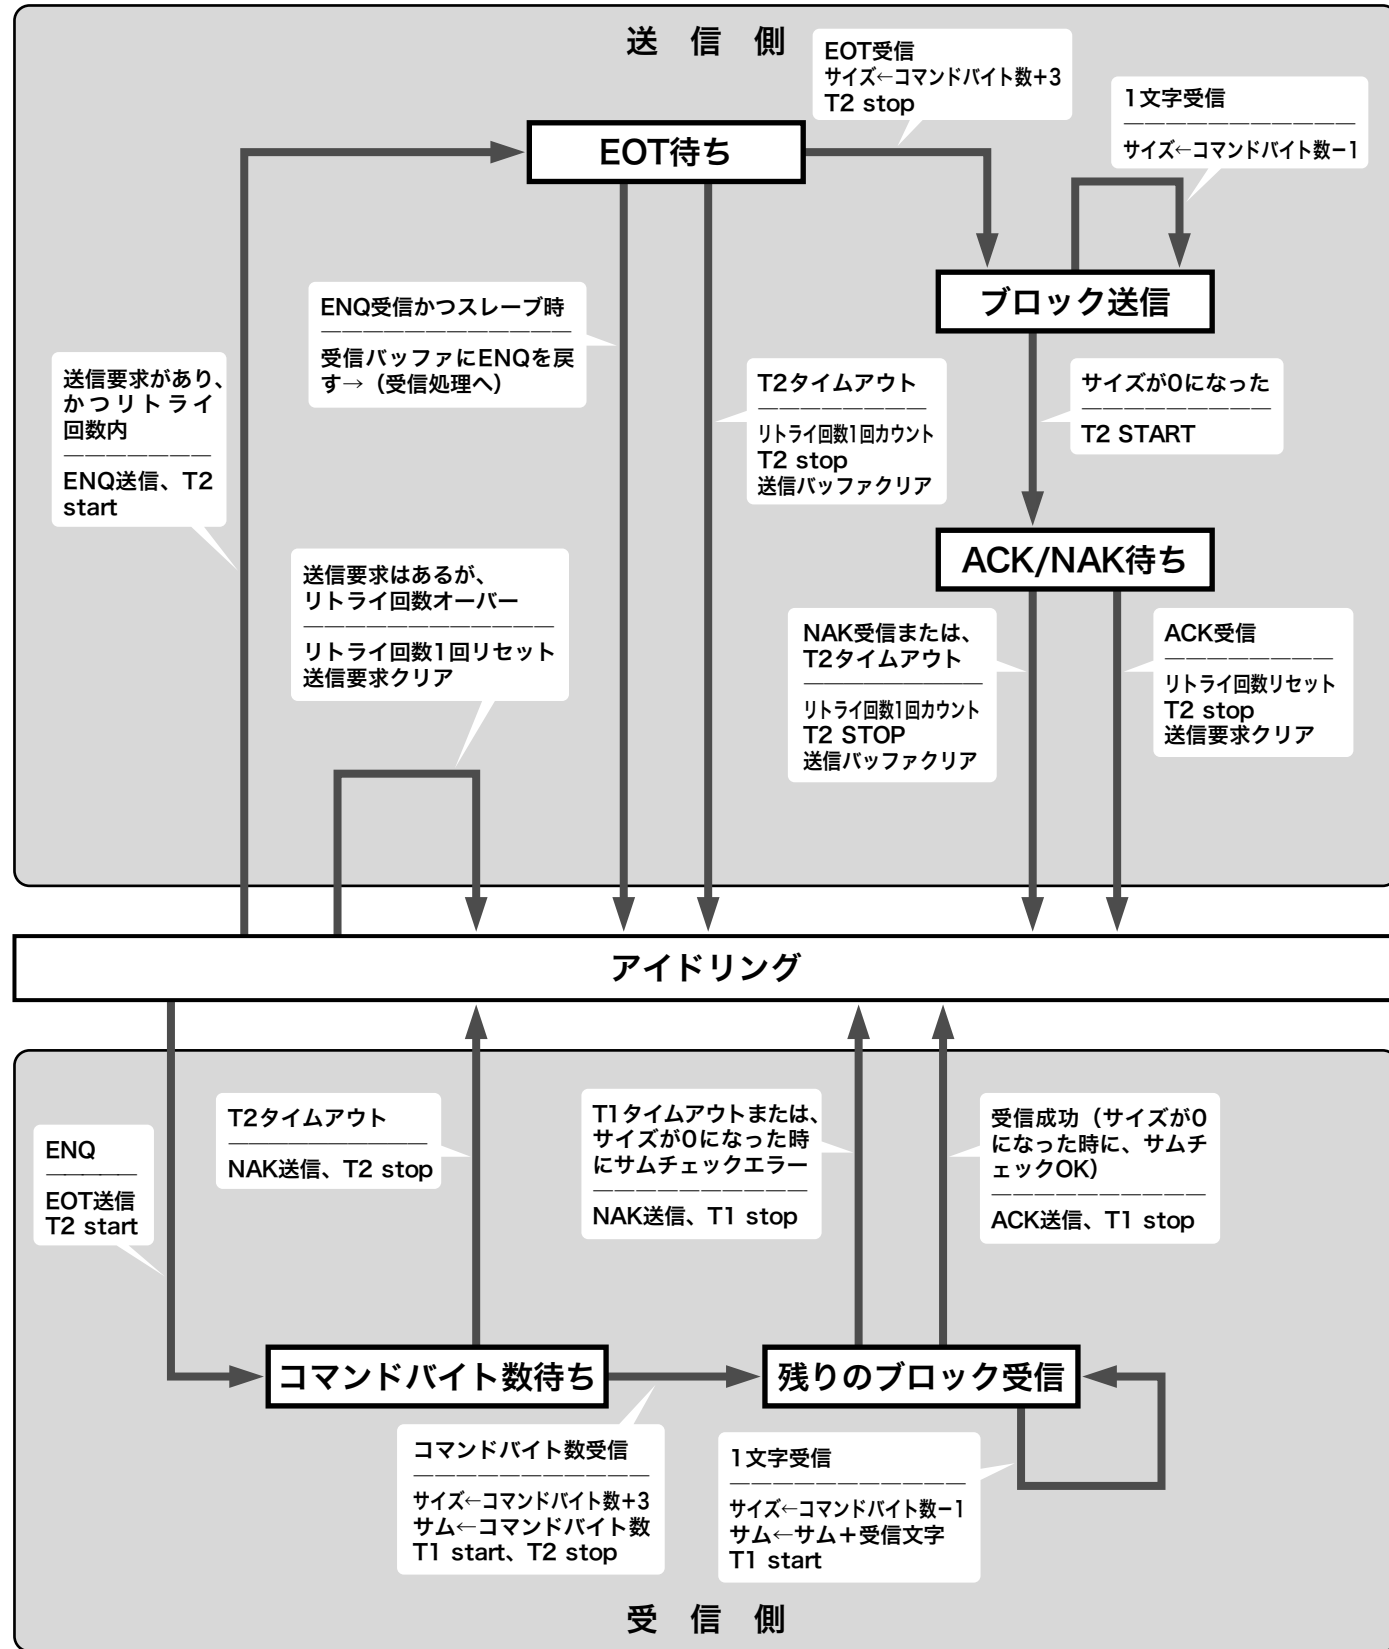 送 信 側
EOT受信
サイズ←コマンドバイト数+3
T2 stop
1文字受信
サイズ←コマンドバイト数−1
EOT待ち
ブロック送信
ENQ受信かつスレーブ時
受信バッファにENQを戻
す→（受信処理へ）
送信要求があり、
かつリトライ
回数内
ENQ送信、T2
start
T2タイムアウト
リトライ回数1回カウント
T2 stop
送信バッファクリア
サイズが0になった
T2 START
ACK/NAK待ち
送信要求はあるが、
リトライ回数オーバー
リトライ回数1回リセット
送信要求クリア
NAK受信または、
T2タイムアウト
リトライ回数1回カウント
T2 STOP
送信バッファクリア
ACK受信
リトライ回数リセット
T2 stop
送信要求クリア
アイドリング
ENQ
EOT送信
T2 start
T2タイムアウト
NAK送信、T2 stop
T1タイムアウトまたは、
サイズが0になった時
にサムチェックエラー
NAK送信、T1 stop
受信成功（サイズが0
になった時に、サムチ
ェックOK）
ACK送信、T1 stop
コマンドバイト数待ち
残りのブロック受信
コマンドバイト数受信
サイズ←コマンドバイト数+3
サム←コマンドバイト数
T1 start、T2 stop
1文字受信
サイズ←コマンドバイト数−1
サム←サム＋受信文字
T1 start
受 信 側